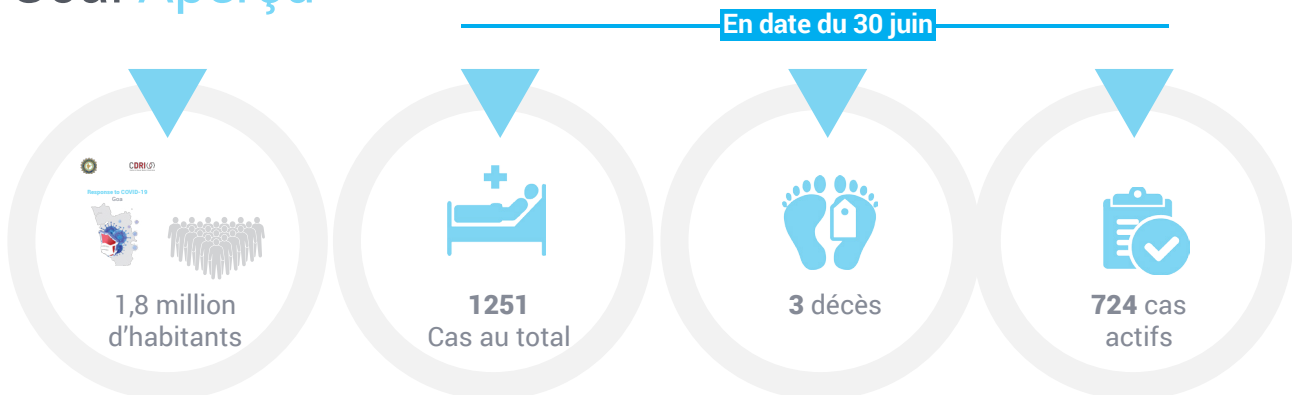 Aperçu
En date du 30 juin
CDRI
Response to COVID-19
Goa
1,8 million
d’habitants
1251
Cas au total
3 décès
724 cas
actifs